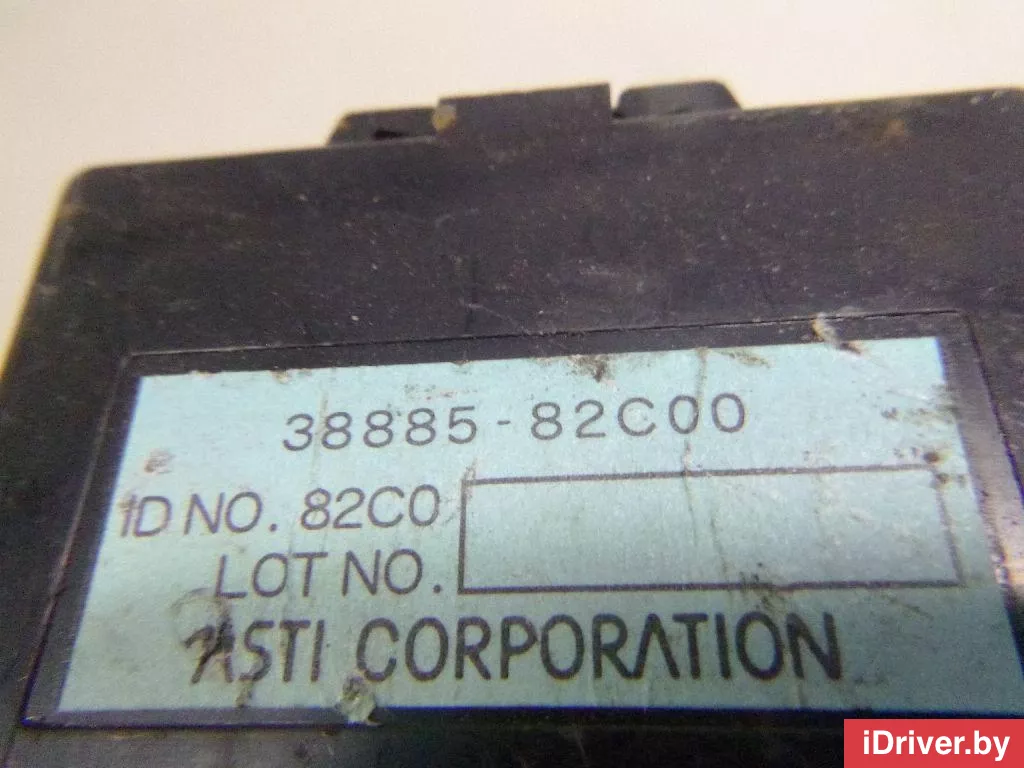 38885-82C00
ID NO. 82C0
LOT NO.
ASTI CORPORATION
iDriver.by